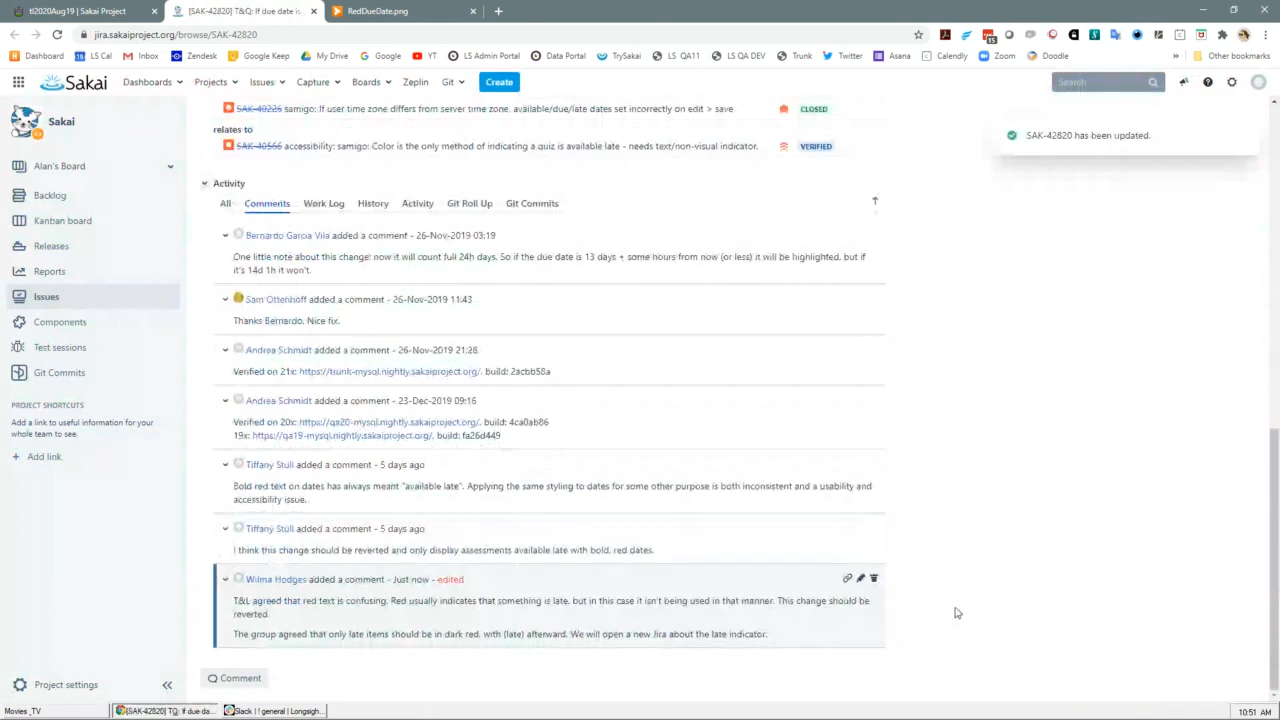 tl2020Aug19 | Sakai Project
[SAK-42820] T&Q: If due date is
RedDueDate.png
jira.sakaiproject.org/browse/SAK-42820
Dashboard LS Cal Inbox Zendesk Google Keep My Drive Google YT LS Admin Portal Data Portal TrySakai LS QA11 LS QA DEV Trunk Twitter Asana Calendly Zoom Doodle » Other bookmarks
Sakai Dashboards Projects Issues Capture Boards Zeplin Git Create Search
Sakai
Alan's Board
Backlog
Kanban board
Releases
Reports
Issues
Components
Test sessions
Git Commits
PROJECT SHORTCUTS
Add a link to useful information for your
whole team to see.
+ Add link
Project settings
SAK-40226 samigo: If user time zone differs from server time zone, available/due/late dates set incorrectly on edit > save CLOSED
relates to
SAK-40566 accessibility: samigo: Color is the only method of indicating a quiz is available late - needs text/non-visual indicator. VERIFIED
SAK-42820 has been updated.
Activity
All Comments Work Log History Activity Git Roll Up Git Commits
Bernardo Garcia Vila added a comment - 26-Nov-2019 03:19
One little note about this change: now it will count full 24h days. So if the due date is 13 days + some hours from now (or less) it will be highlighted, but if
it's 14d 1h it won't.
Sam Ottenhoff added a comment - 26-Nov-2019 11:43
Thanks Bernardo. Nice fix.
Andrea Schmidt added a comment - 26-Nov-2019 21:28
Verified on 21x: https://trunk-mysql.nightly.sakaiproject.org/. build: 2acbb58a
Andrea Schmidt added a comment - 23-Dec-2019 09:16
Verified on 20x: https://qa20-mysql.nightly.sakaiproject.org/. build: 4ca0ab86
19x: https://qa19-mysql.nightly.sakaiproject.org/. build: fa26d449
Tiffany Stull added a comment - 5 days ago
Bold red text on dates has always meant "available late". Applying the same styling to dates for some other purpose is both inconsistent and a usability and
accessibility issue.
Tiffany Stull added a comment - 5 days ago
I think this change should be reverted and only display assessments available late with bold, red dates.
Wilma Hodges added a comment - Just now - edited
T&L agreed that red text is confusing. Red usually indicates that something is late, but in this case it isn't being used in that manner. This change should be
reverted.
The group agreed that only late items should be in dark red, with (late) afterward. We will open a new Jira about the late indicator.
Comment
Movies_TV
[SAK-42820] TQ: If due da...
Slack | ! general | Longsigh...
10:51 AM